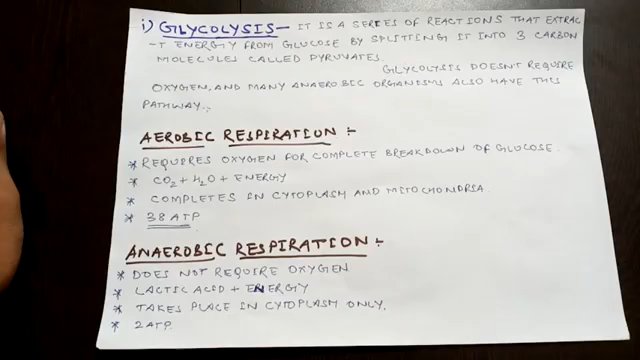 i) GLYCOLYSIS - IT IS A SERIES OF REACTIONS THAT EXTRAC
-T ENERGY FROM GLUCOSE BY SPLITTING IT INTO 3 CARBON
MOLECULES CALLED PYRUVATES.
GLYCOLYSIS DOESN'T REQUIRE
OXYGEN, AND MANY ANAEROBIC ORGANISMS ALSO HAVE THIS
PATHWAY.
AEROBIC RESPIRATION :-
* REQUIRES OXYGEN FOR COMPLETE BREAKDOWN OF GLUCOSE.
* CO2 + H2O + ENERGY
* COMPLETES IN CYTOPLASM AND MITOCHONDRIA.
* 38 ATP
ANAEROBIC RESPIRATION :-
* DOES NOT REQUIRE OXYGEN
* LACTIC ACID + ENERGY
* TAKES PLACE IN CYTOPLASM ONLY.
* 2 ATP.